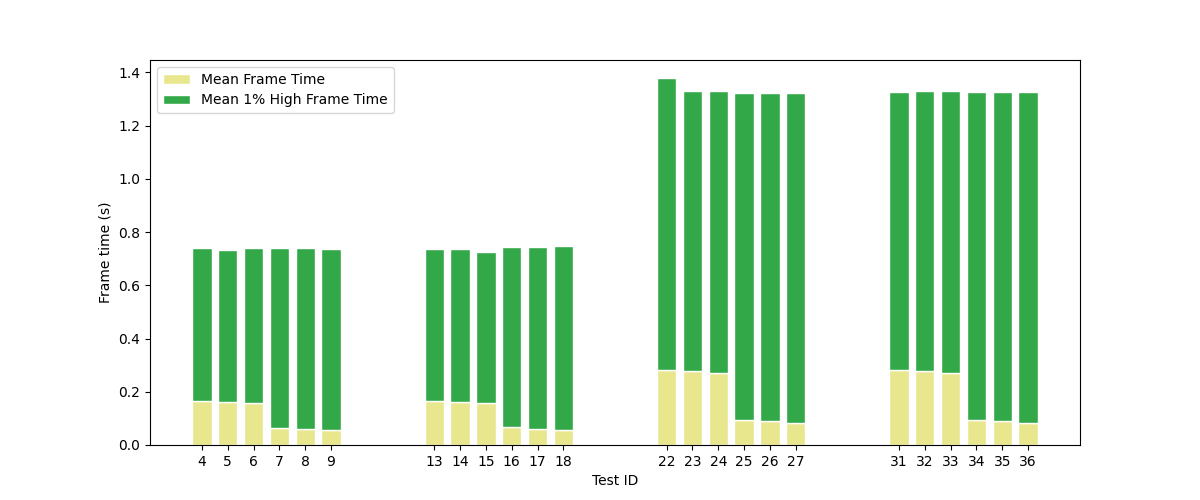 Mean Frame Time
Mean 1% High Frame Time
Frame time (s)
1.4
1.2
1.0
0.8
0.6
0.4
0.2
0.0
4 5 6 7 8 9 13 14 15 16 17 18 22 23 24 25 26 27 31 32 33 34 35 36
Test ID